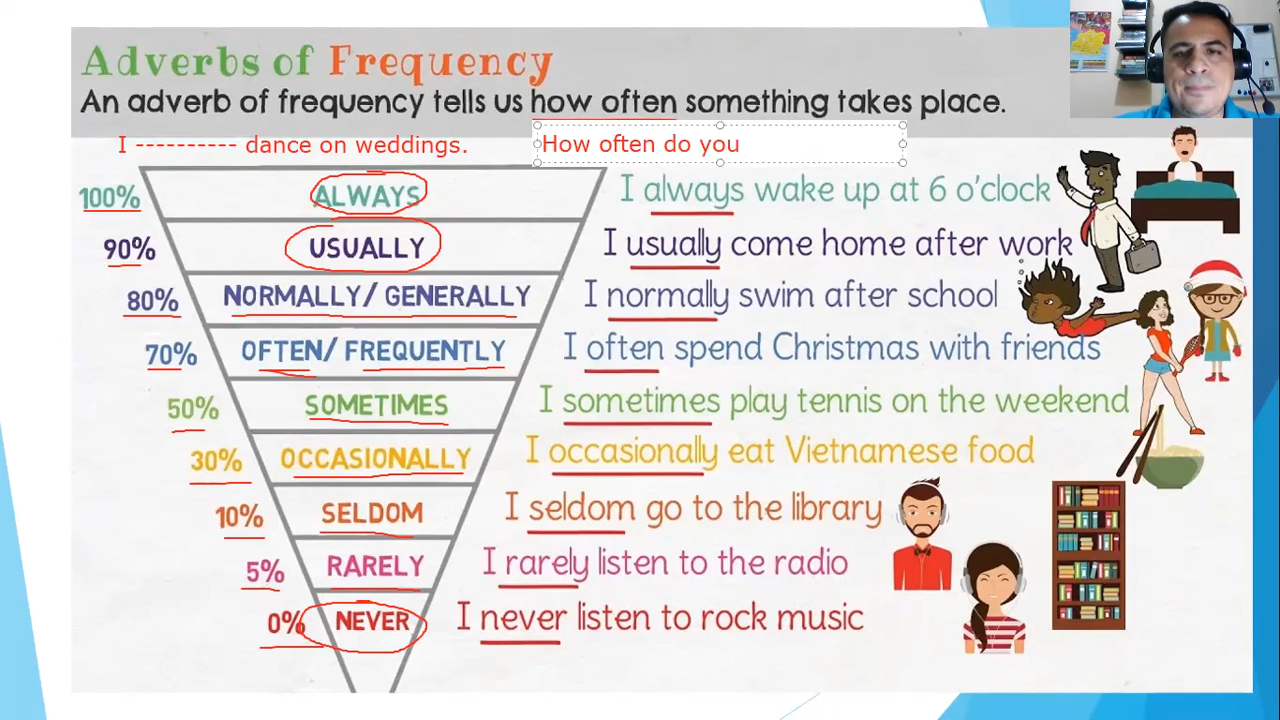 Adverbs of Frequency
An adverb of frequency tells us how often something takes place.
I ---------- dance on weddings. How often do you
100% ALWAYS I always wake up at 6 o'clock
90% USUALLY I usually come home after work
80% NORMALLY/ GENERALLY I normally swim after school
70% OFTEN/ FREQUENTLY I often spend Christmas with friends
50% SOMETIMES I sometimes play tennis on the weekend
30% OCCASIONALLY I occasionally eat Vietnamese food
10% SELDOM I seldom go to the library
5% RARELY I rarely listen to the radio
0% NEVER I never listen to rock music